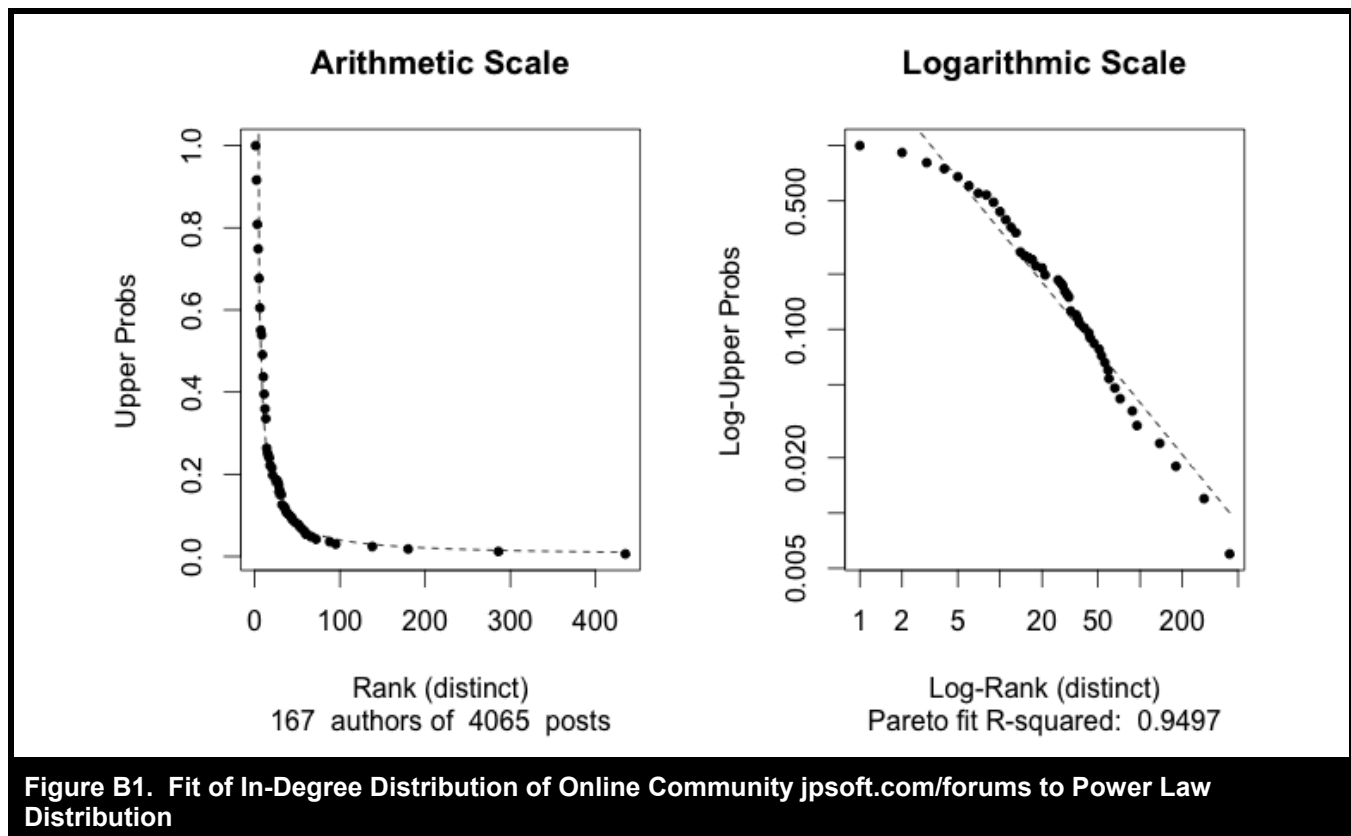 Arithmetic Scale
Upper Probs
1.0
0.8
0.6
0.4
0.2
0.0
0 100 200 300 400
Rank (distinct)
167 authors of 4065 posts
Logarithmic Scale
Log-Upper Probs
0.500
0.100
0.020
0.005
1 2 5 20 50 200
Log-Rank (distinct)
Pareto fit R-squared: 0.9497
Figure B1. Fit of In-Degree Distribution of Online Community jpsoft.com/forums to Power Law
Distribution